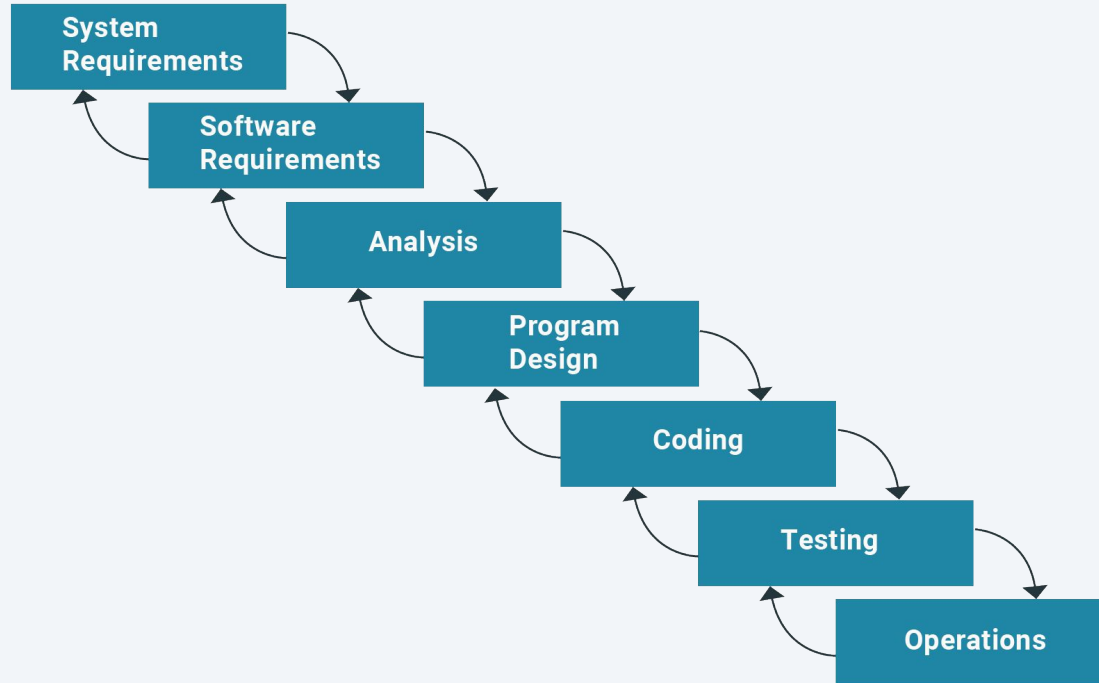 System
Requirements
Software
Requirements
Analysis
Program
Design
Coding
Testing
Operations